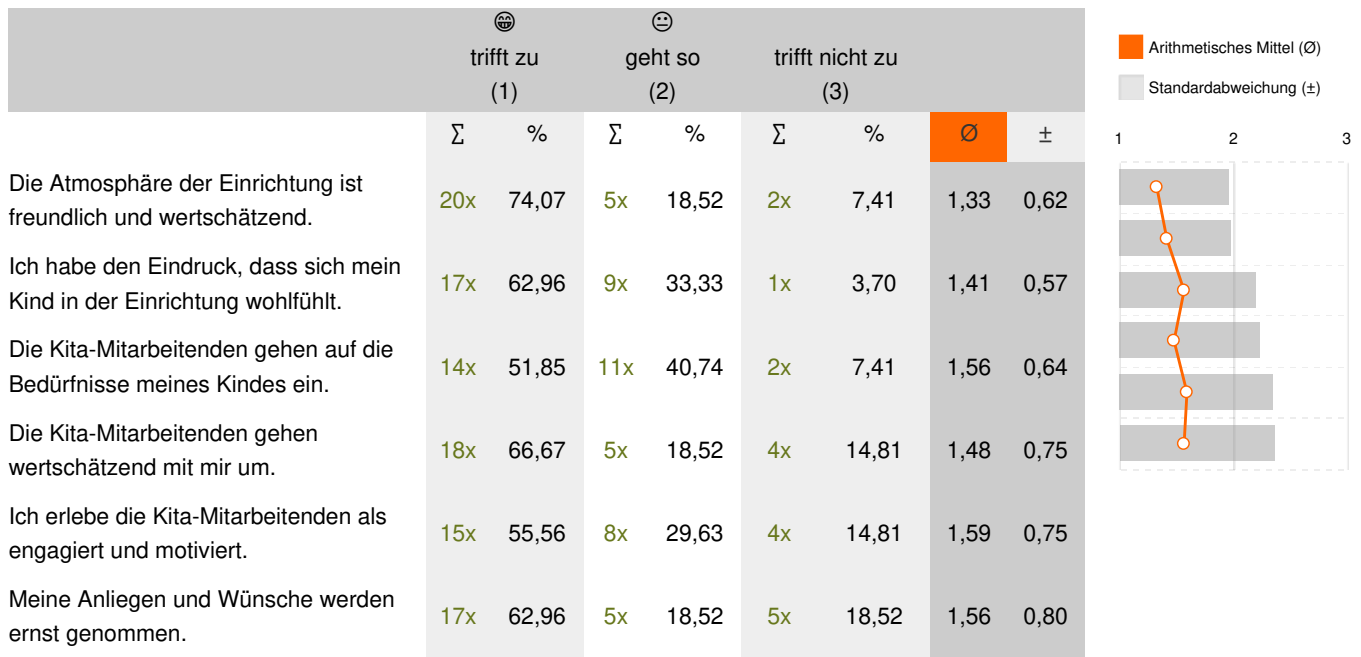 😁 😐
trifft zu geht so trifft nicht zu
(1) (2) (3)
Σ % Σ % Σ % Ø ±
Die Atmosphäre der Einrichtung ist
freundlich und wertschätzend.
20x 74,07 5x 18,52 2x 7,41 1,33 0,62
Ich habe den Eindruck, dass sich mein
Kind in der Einrichtung wohlfühlt.
17x 62,96 9x 33,33 1x 3,70 1,41 0,57
Die Kita-Mitarbeitenden gehen auf die
Bedürfnisse meines Kindes ein.
14x 51,85 11x 40,74 2x 7,41 1,56 0,64
Die Kita-Mitarbeitenden gehen
wertschätzend mit mir um.
18x 66,67 5x 18,52 4x 14,81 1,48 0,75
Ich erlebe die Kita-Mitarbeitenden als
engagiert und motiviert.
15x 55,56 8x 29,63 4x 14,81 1,59 0,75
Meine Anliegen und Wünsche werden
ernst genommen.
17x 62,96 5x 18,52 5x 18,52 1,56 0,80
Arithmetisches Mittel (Ø)
Standardabweichung (±)
1 2 3